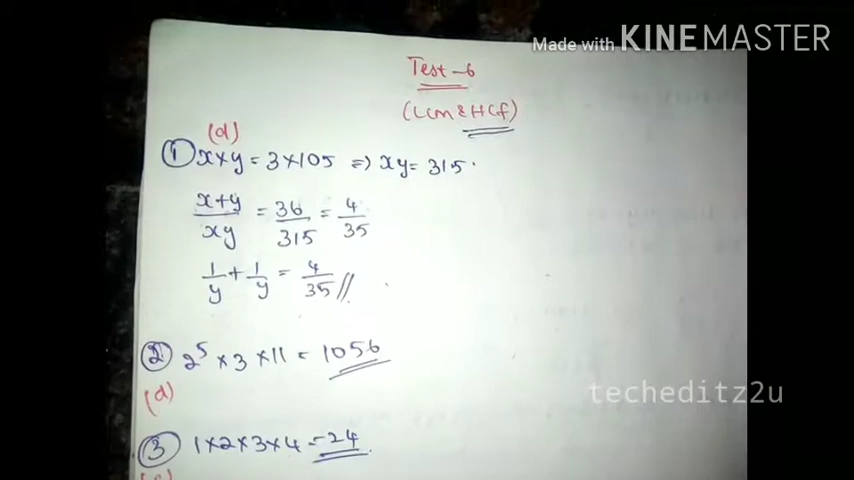 Made with KINEMASTER
Test-6
(LCM & HCf)
(d)
① x×y = 3×105 => xy = 315.
x+y/xy = 36/315 = 4/35
1/y + 1/y = 4/35 //
② 2⁵ × 3 × 11 = 1056
(d)
techeditz2u
③ 1×2×3×4 = 24